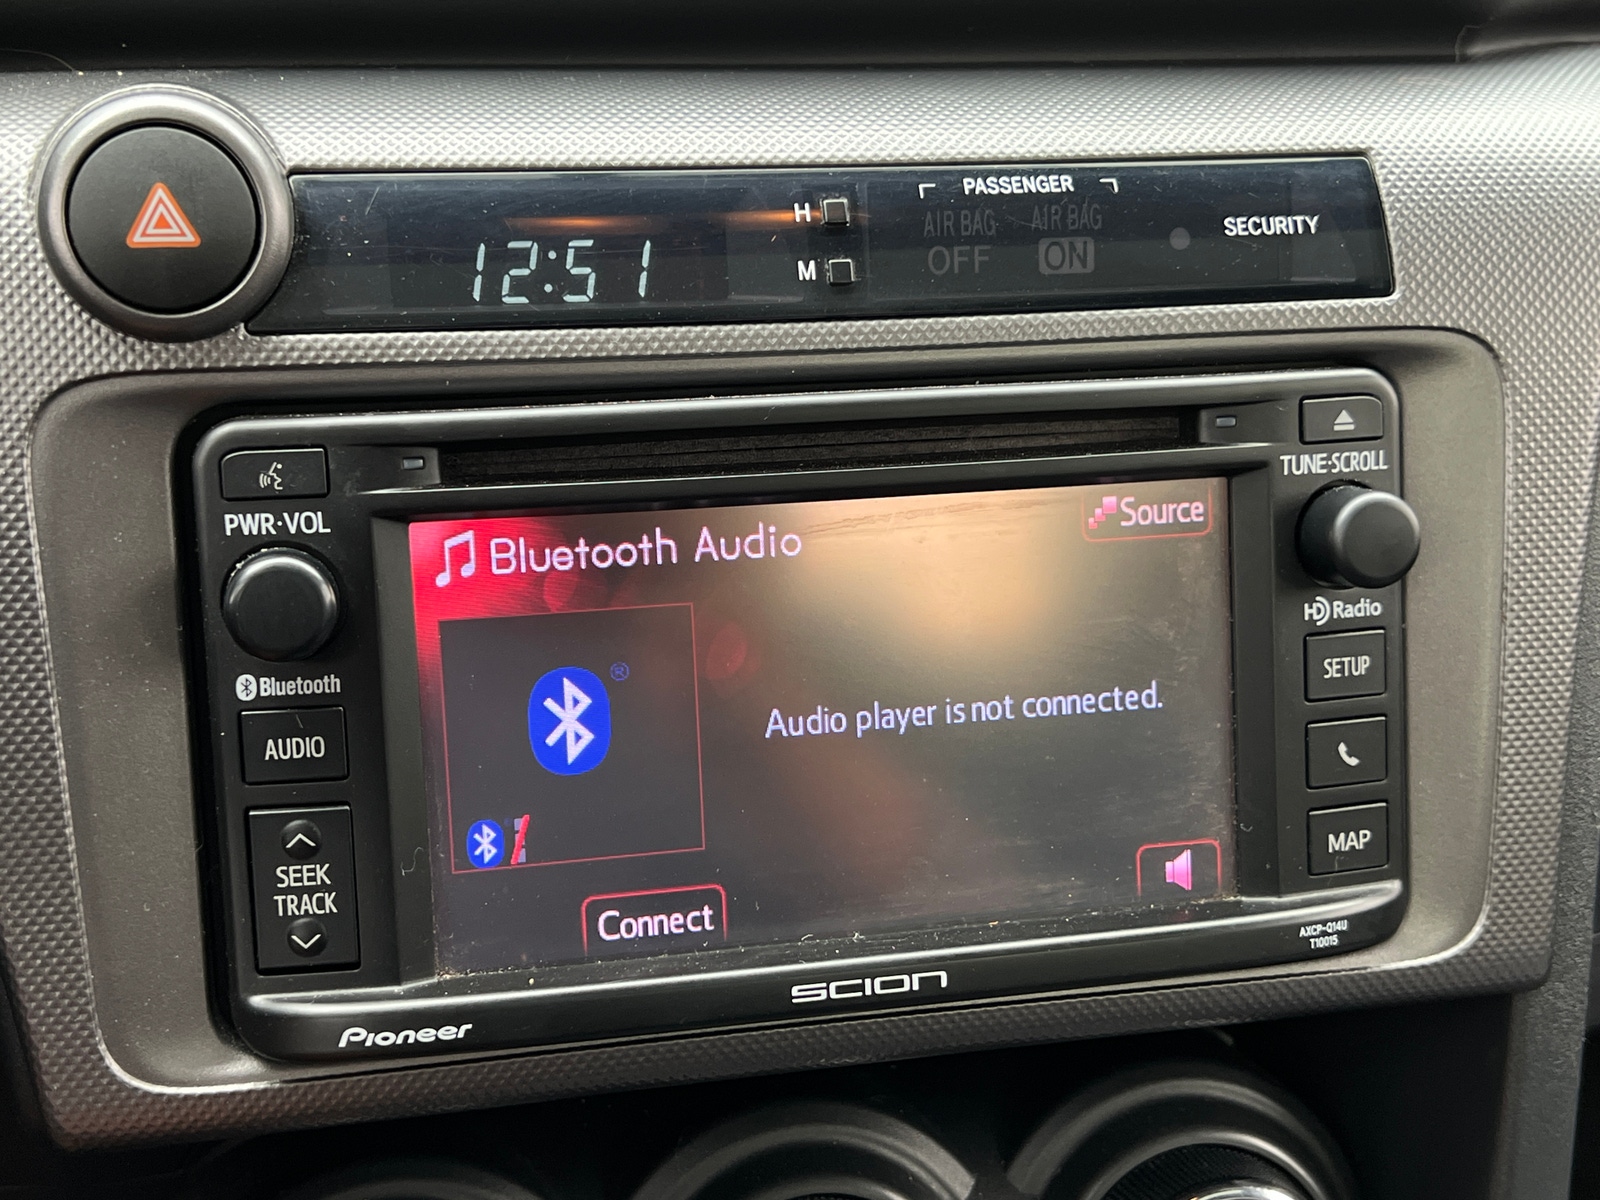 12:51
H
M
PASSENGER
AIR BAG AIR BAG
OFF ON
SECURITY
PWR·VOL
Bluetooth
AUDIO
SEEK
TRACK
Bluetooth Audio
Source
®
Audio player is not connected.
Connect
TUNE·SCROLL
HD Radio
SETUP
MAP
AXCP-Q14U
T10015
SCION
Pioneer